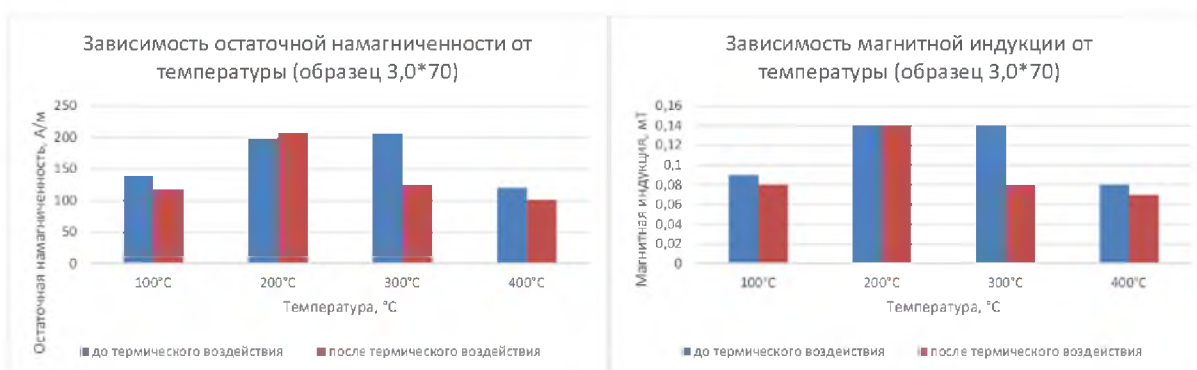 Зависимость остаточной намагниченности от
температуры (образец 3,0*70)
Остаточная намагниченность, А/м
250
200
150
100
50
0
100°С
200°С
300°С
400°С
Температура, °С
до термического воздействия
после термического воздействия
Зависимость магнитной индукции от
температуры (образец 3,0*70)
Магнитная индукция, мТ
0,16
0,14
0,12
0,1
0,08
0,06
0,04
0,02
0
100°С
200°С
300°С
400°С
Температура, °С
до термического воздействия
после термического воздействия